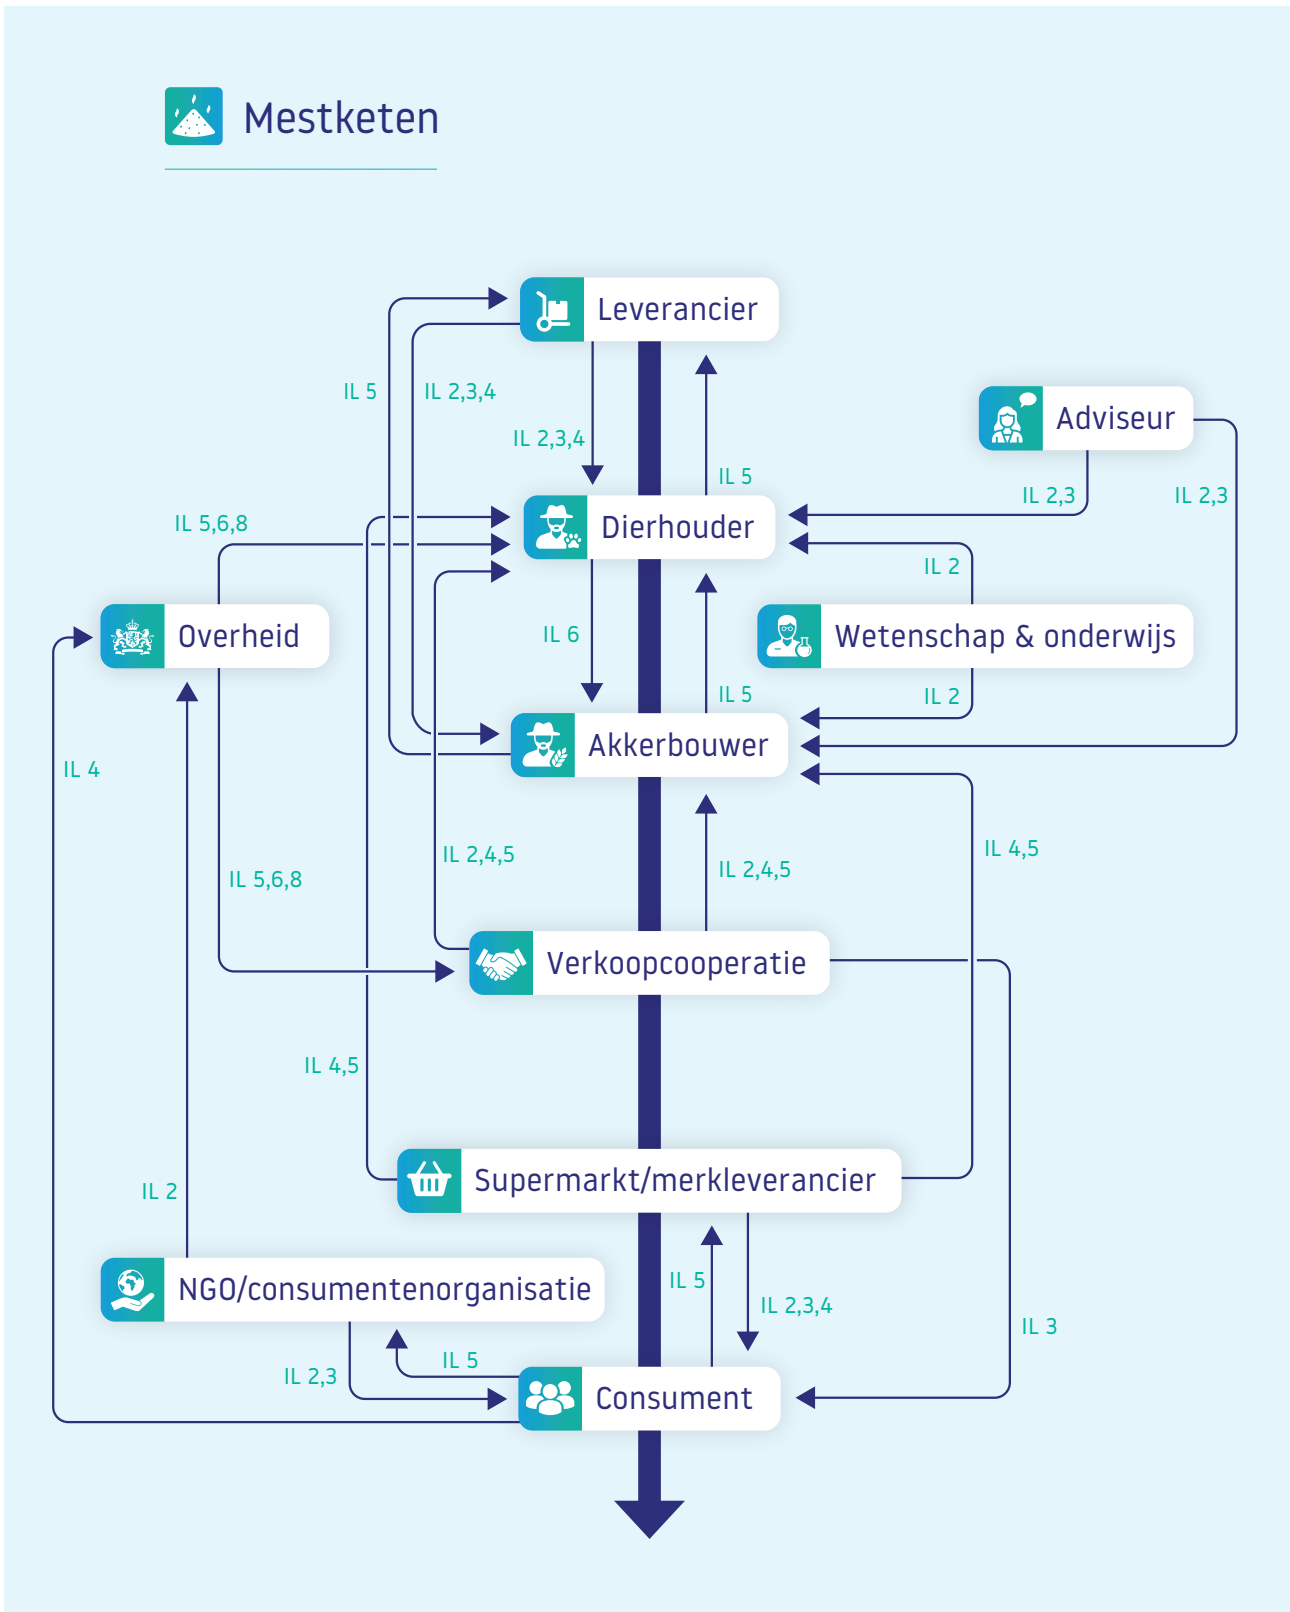 Mestketen
Leverancier
IL 5
IL 2,3,4
Adviseur
IL 2,3,4
IL 5
IL 2,3
IL 2,3
IL 5,6,8
Dierhouder
IL 2
Overheid
IL 6
Wetenschap & onderwijs
IL 5
IL 2
Akkerbouwer
IL 4
IL 4,5
IL 2,4,5
IL 2,4,5
IL 5,6,8
Verkoopcooperatie
IL 4,5
Supermarkt/merkleverancier
IL 2
IL 5
NGO/consumentenorganisatie
IL 2,3,4
IL 3
IL 5
IL 2,3
Consument